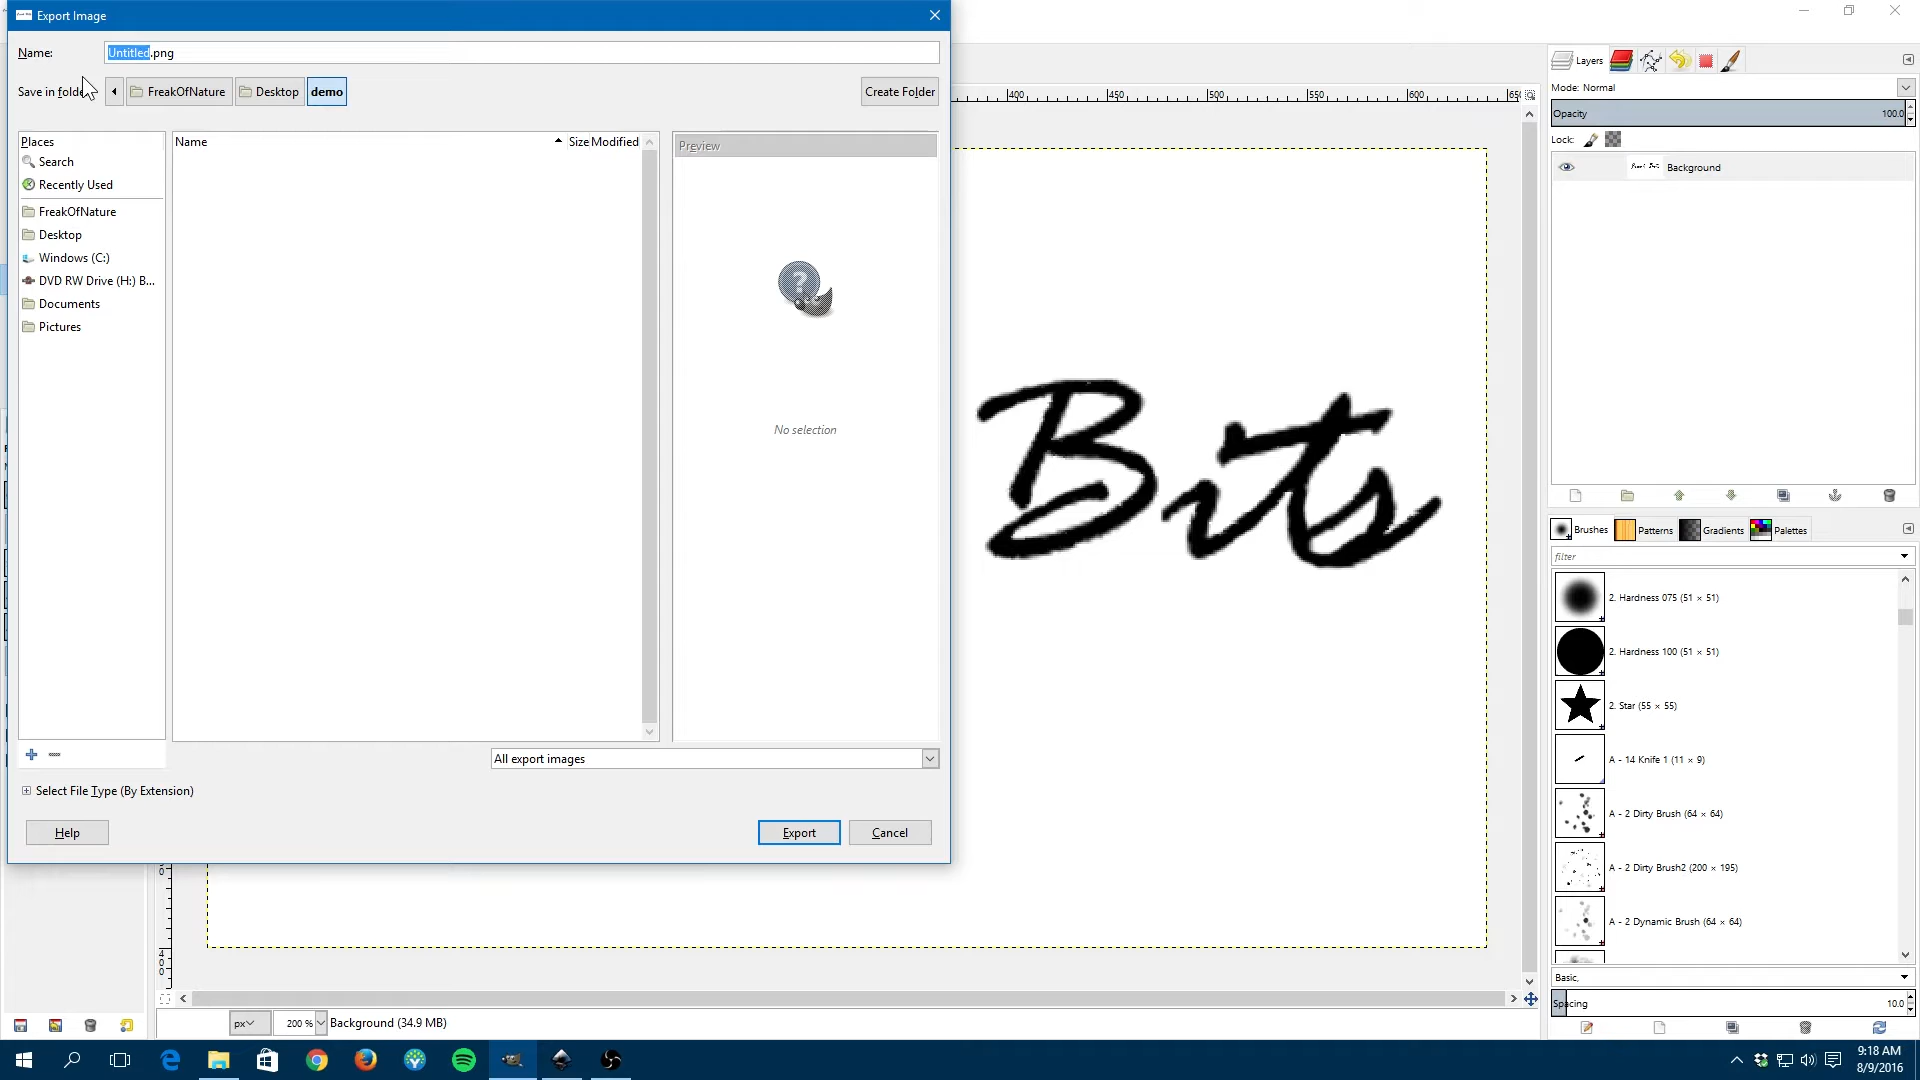 Export Image
Name:
Untitled.png
Save in folder:
FreakOfNature
Desktop
demo
Create Folder
Places
Search
Recently Used
FreakOfNature
Desktop
Windows (C:)
DVD RW Drive (H:) B...
Documents
Pictures
Name
Size
Modified
Preview
No selection
All export images
Select File Type (By Extension)
Help
Export
Cancel
400
450
500
550
600
Bits
px
200 %
Background (34.9 MB)
Layers
Mode: Normal
Opacity
100.0
Lock:
Background
Brushes
Patterns
Gradients
Palettes
filter
2. Hardness 075 (51 × 51)
2. Hardness 100 (51 × 51)
2. Star (55 × 55)
A - 14 Knife 1 (11 × 9)
A - 2 Dirty Brush (64 × 64)
A - 2 Dirty Brush2 (200 × 195)
A - 2 Dynamic Brush (64 × 64)
Basic,
Spacing
10.0
9:18 AM
8/9/2016